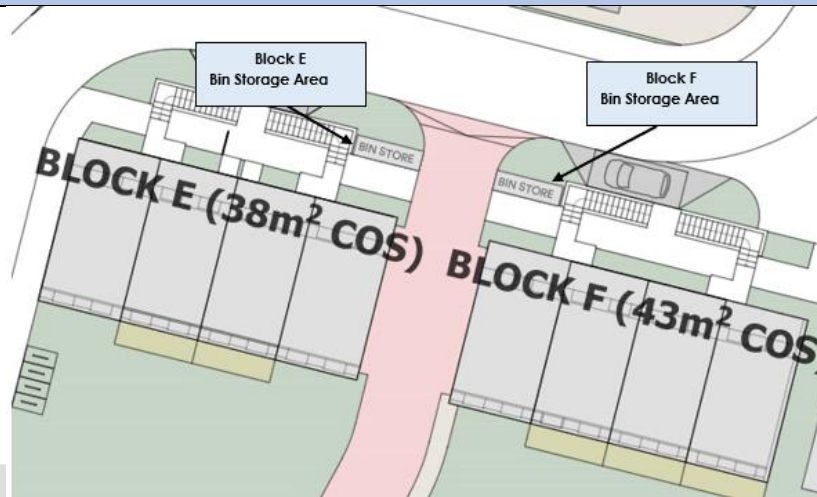 Block E
Bin Storage Area
Block F
Bin Storage Area
BIN STORE
BIN STORE
BLOCK E (38m² COS)
BLOCK F (43m² COS)